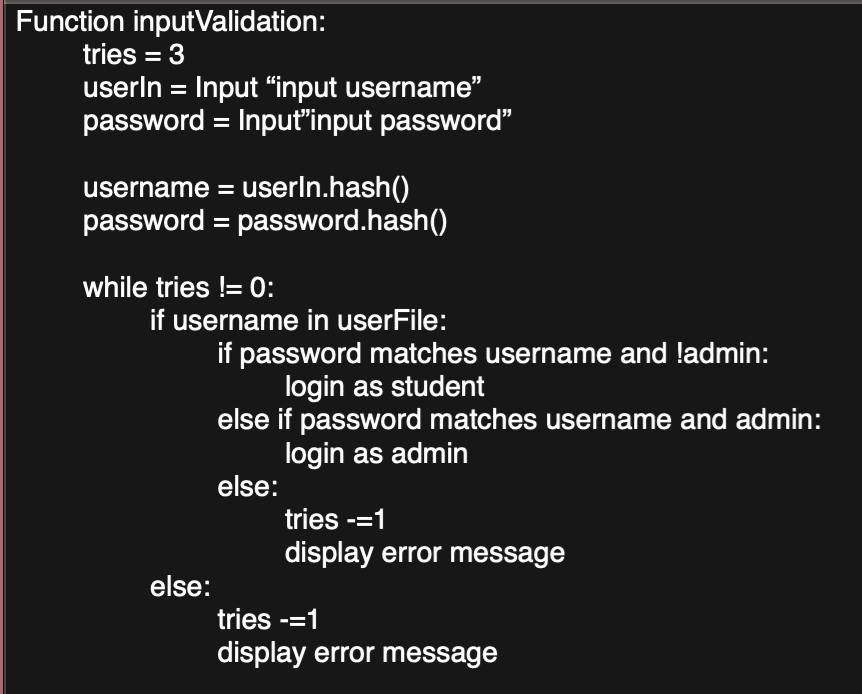 Function inputValidation:
tries = 3
userIn = Input “input username”
password = Input”input password”
username = userIn.hash()
password = password.hash()
while tries != 0:
if username in userFile:
if password matches username and !admin:
login as student
else if password matches username and admin:
login as admin
else:
tries -=1
display error message
else:
tries -=1
display error message